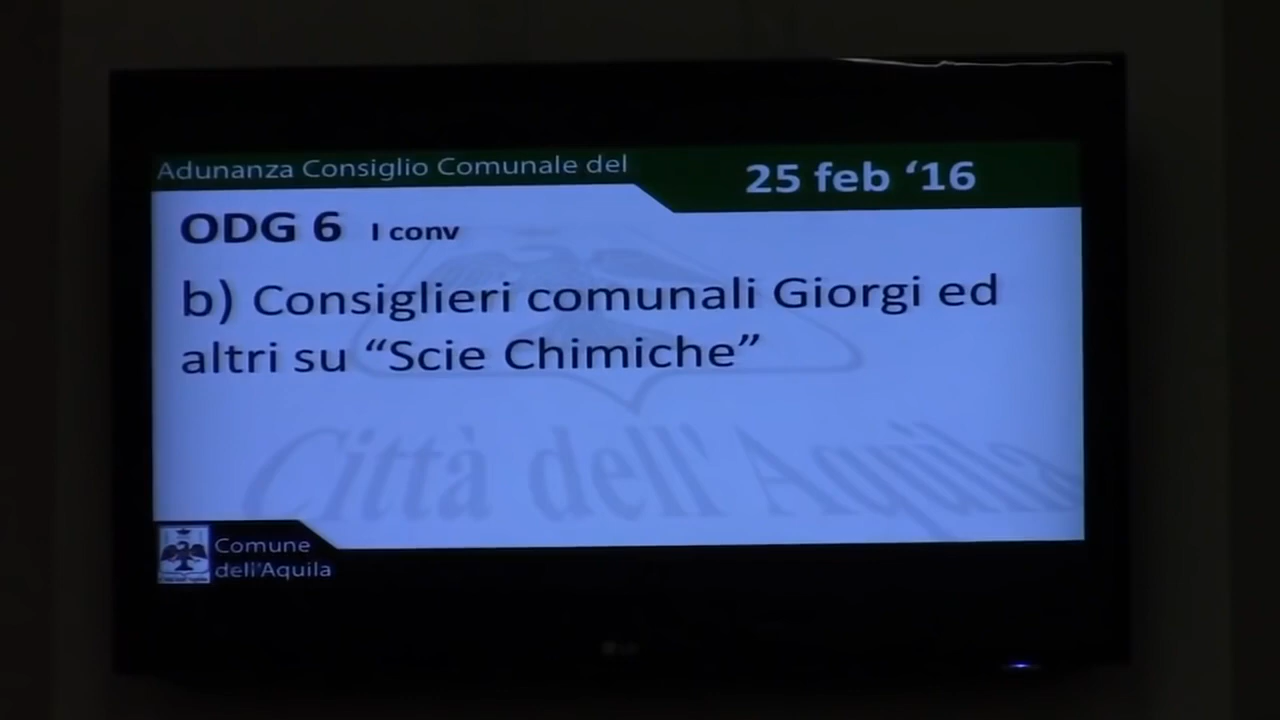 Adunanza Consiglio Comunale del
25 feb ‘16
ODG 6 I conv
b) Consiglieri comunali Giorgi ed
altri su “Scie Chimiche”
Città dell'Aquila
Comune
dell'Aquila